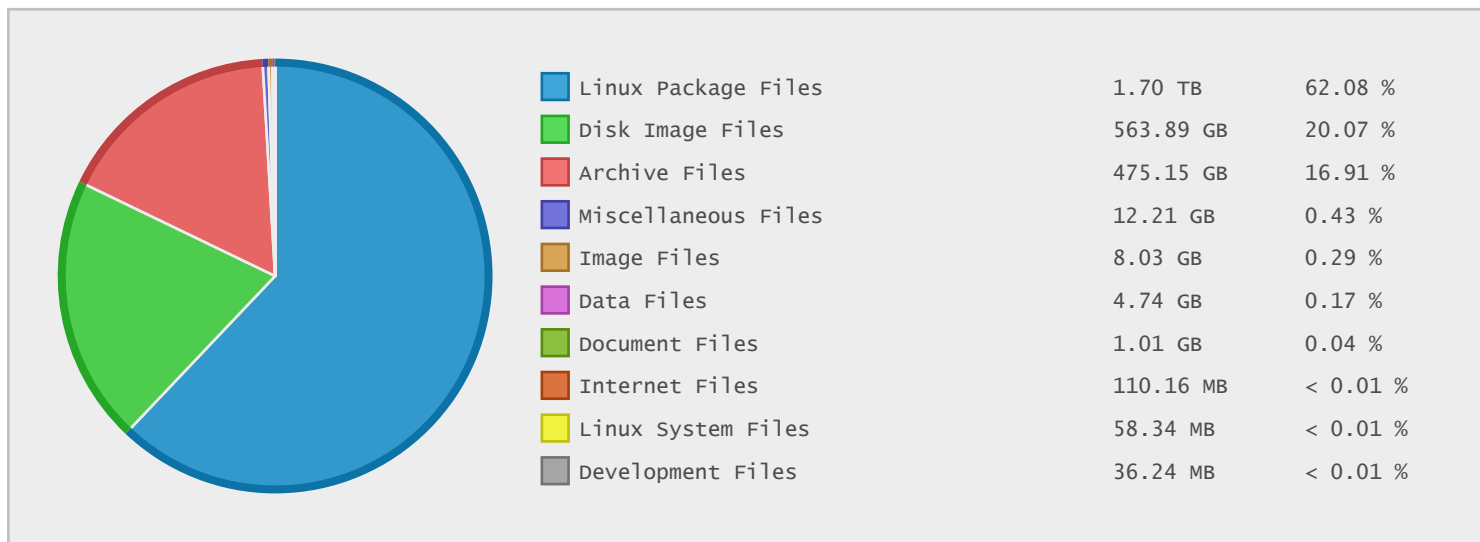 Linux Package Files 1.70 TB 62.08 %
Disk Image Files 563.89 GB 20.07 %
Archive Files 475.15 GB 16.91 %
Miscellaneous Files 12.21 GB 0.43 %
Image Files 8.03 GB 0.29 %
Data Files 4.74 GB 0.17 %
Document Files 1.01 GB 0.04 %
Internet Files 110.16 MB < 0.01 %
Linux System Files 58.34 MB < 0.01 %
Development Files 36.24 MB < 0.01 %